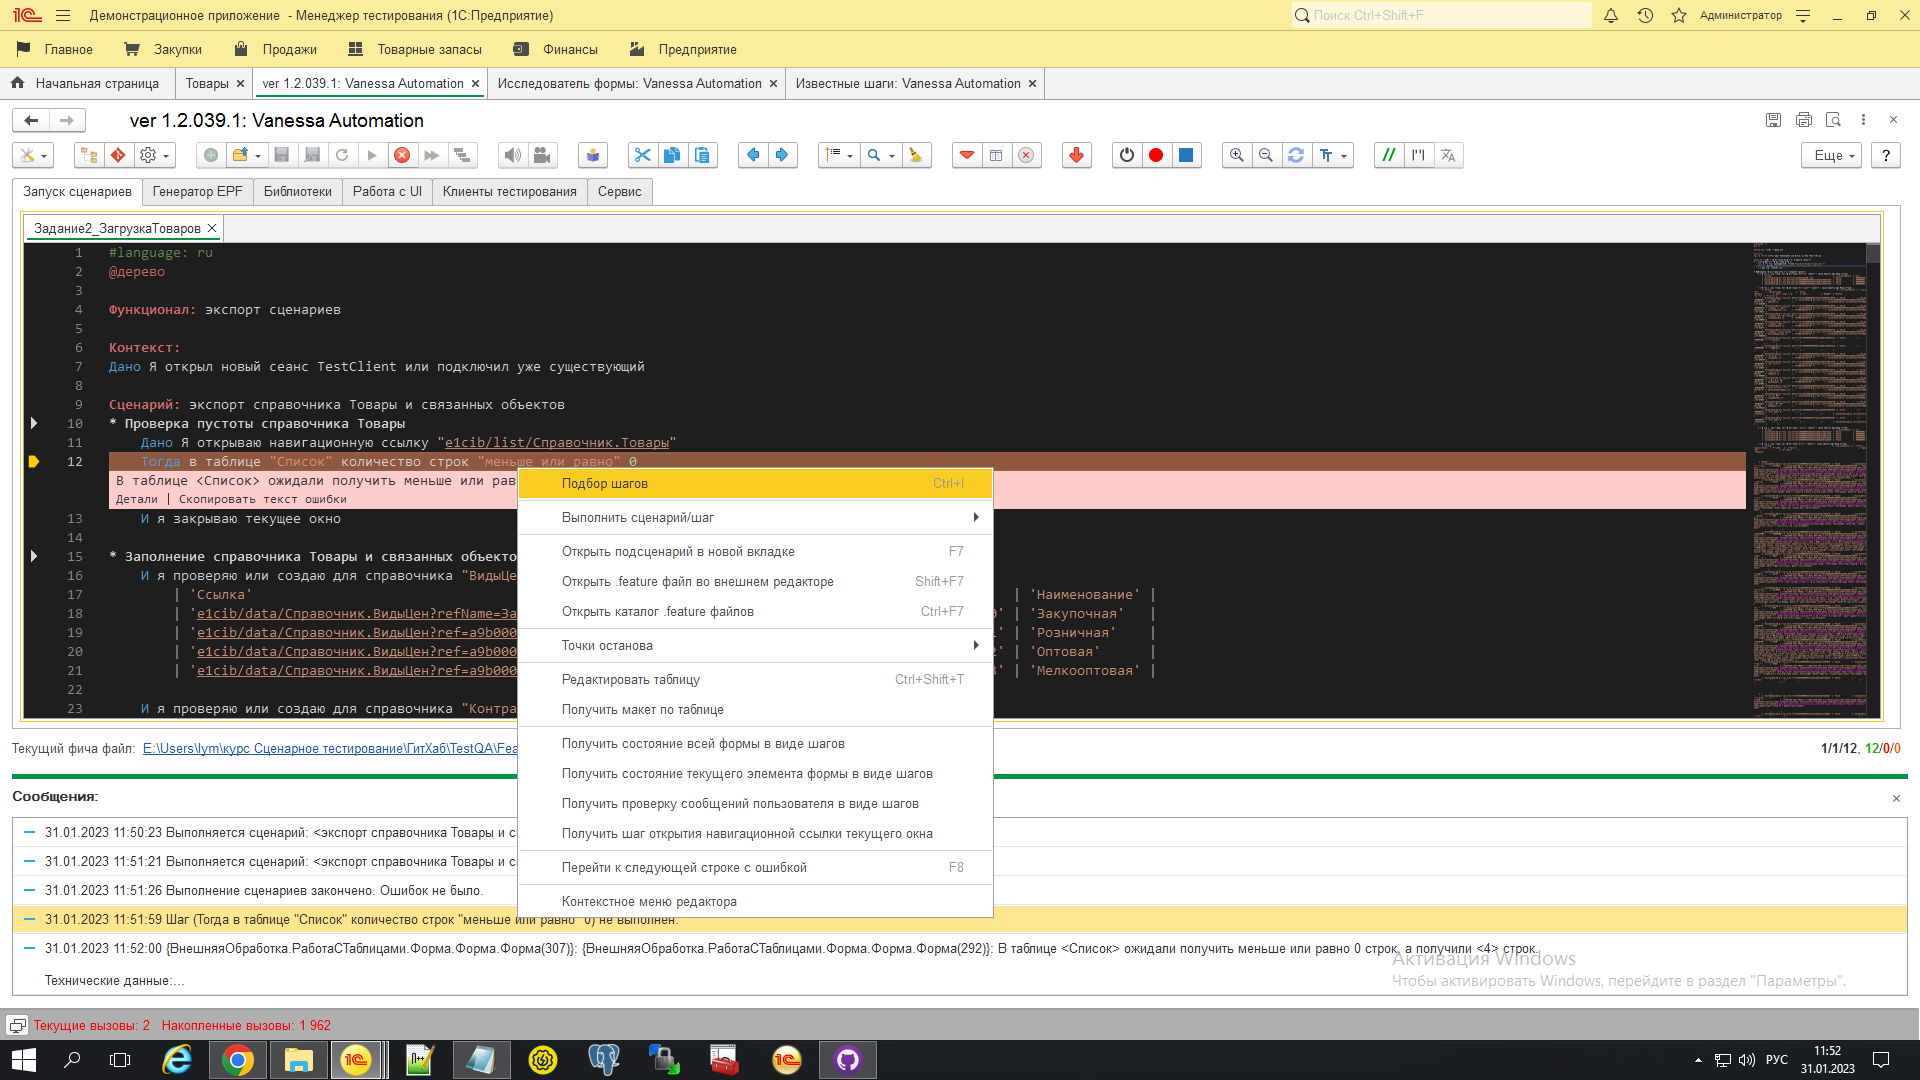 Демонстрационное приложение - Менеджер тестирования (1С:Предприятие)
Поиск Ctrl+Shift+F
Администратор
Главное
Закупки
Продажи
Товарные запасы
Финансы
Предприятие
Начальная страница
Товары
ver 1.2.039.1: Vanessa Automation
Исследователь формы: Vanessa Automation
Известные шаги: Vanessa Automation
ver 1.2.039.1: Vanessa Automation
Еще
?
Запуск сценариев
Генератор EPF
Библиотеки
Работа с UI
Клиенты тестирования
Сервис
Задание2_ЗагрузкаТоваров
1 #language: ru
2 @дерево
3
4 Функционал: экспорт сценариев
5
6 Контекст:
7 Дано Я открыл новый сеанс TestClient или подключил уже существующий
8
9 Сценарий: экспорт справочника Товары и связанных объектов
10 * Проверка пустоты справочника Товары
11 Дано Я открываю навигационную ссылку "e1cib/list/Справочник.Товары"
12 Тогда в таблице "Список" количество строк "меньше или равно" 0
В таблице <Список> ожидали получить меньше или рав
Детали | Скопировать текст ошибки
13 И я закрываю текущее окно
14
15 * Заполнение справочника Товары и связанных объекто
16 И я проверяю или создаю для справочника "ВидыЦе
17 | 'Ссылка' | 'Наименование' |
18 | 'e1cib/data/Справочник.ВидыЦен?refName=За | 'Закупочная' |
19 | 'e1cib/data/Справочник.ВидыЦен?ref=a9b000 | 'Розничная' |
20 | 'e1cib/data/Справочник.ВидыЦен?ref=a9b000 | 'Оптовая' |
21 | 'e1cib/data/Справочник.ВидыЦен?ref=a9b000 | 'Мелкооптовая' |
22
23 И я проверяю или создаю для справочника "Контра
Подбор шагов Ctrl+I
Выполнить сценарий/шаг
Открыть подсценарий в новой вкладке F7
Открыть .feature файл во внешнем редакторе Shift+F7
Открыть каталог .feature файлов Ctrl+F7
Точки останова
Редактировать таблицу Ctrl+Shift+T
Получить макет по таблице
Получить состояние всей формы в виде шагов
Получить состояние текущего элемента формы в виде шагов
Получить проверку сообщений пользователя в виде шагов
Получить шаг открытия навигационной ссылки текущего окна
Перейти к следующей строке с ошибкой F8
Контекстное меню редактора
Текущий фича файл: E:\Users\lym\курс Сценарное тестирование\ГитХаб\TestQA\Fea
1/1/12, 12/0/0
Сообщения:
31.01.2023 11:50:23 Выполняется сценарий: <экспорт справочника Товары и с
31.01.2023 11:51:21 Выполняется сценарий: <экспорт справочника Товары и с
31.01.2023 11:51:26 Выполнение сценариев закончено. Ошибок не было.
31.01.2023 11:51:59 Шаг (Тогда в таблице "Список" количество строк "меньше или равно" 0) не выполнен.
31.01.2023 11:52:00 {ВнешняяОбработка.РаботаСТаблицами.Форма.Форма.Форма(307)}: {ВнешняяОбработка.РаботаСТаблицами.Форма.Форма.Форма(292)}: В таблице <Список> ожидали получить меньше или равно 0 строк, а получили <4> строк.
Технические данные:...
Активация Windows
Чтобы активировать Windows, перейдите в раздел "Параметры".
Текущие вызовы: 2 Накопленные вызовы: 1 962
РУС
11:52
31.01.2023